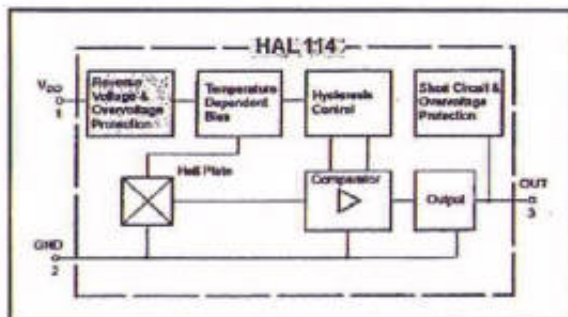 HAL 114
V_DD
1
Reverse
Voltage &
Overvoltage
Protection
Temperature
Dependent
Bias
Hysteresis
Control
Short Circuit &
Overvoltage
Protection
Hall Plate
Comparator
Output
OUT
3
GND
2